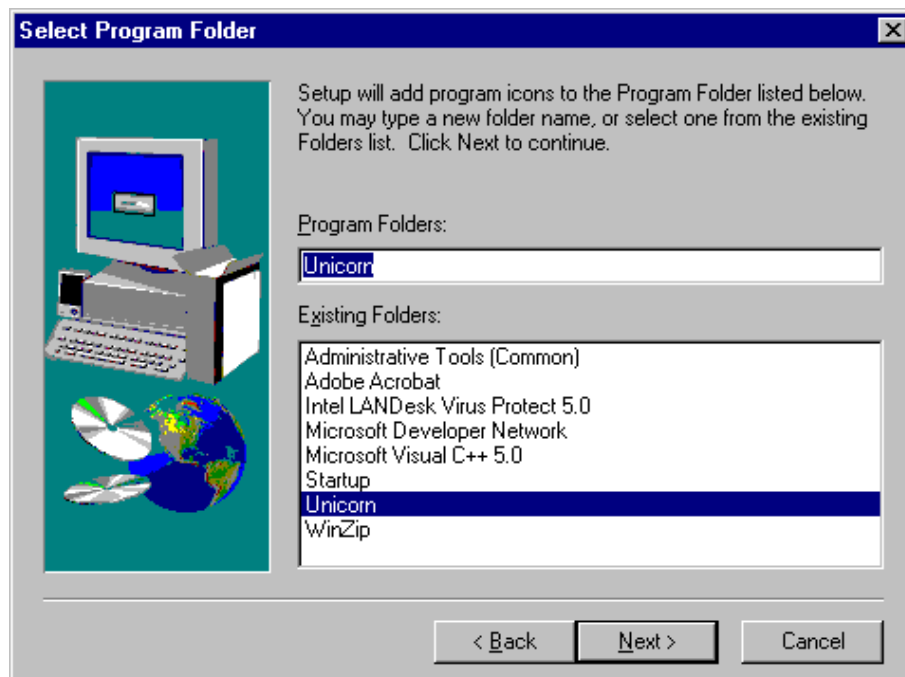 Select Program Folder
Setup will add program icons to the Program Folder listed below.
You may type a new folder name, or select one from the existing
Folders list.  Click Next to continue.
Program Folders:
Unicorn
Existing Folders:
Administrative Tools (Common)
Adobe Acrobat
Intel LANDesk Virus Protect 5.0
Microsoft Developer Network
Microsoft Visual C++ 5.0
Startup
Unicorn
WinZip
< Back
Next >
Cancel